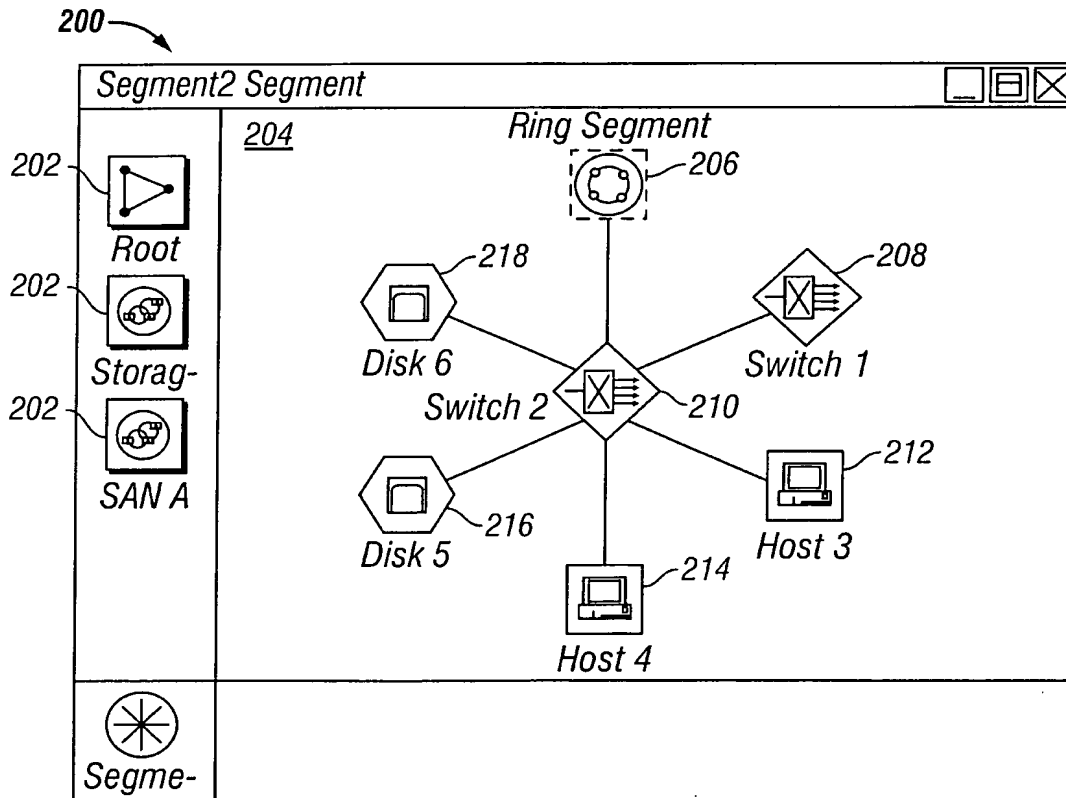 200
Segment2 Segment
204
Ring Segment
206
202
Root
218
208
202
Disk 6
Switch 1
Storag-
Switch 2
210
202
212
SAN A
216
Disk 5
Host 3
214
Host 4
Segme-